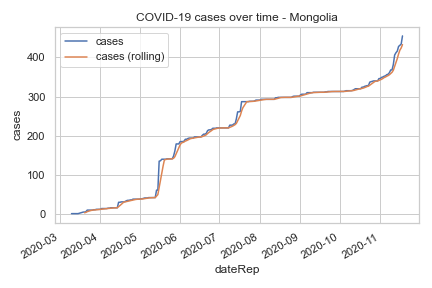 COVID-19 cases over time - Mongolia
cases
cases (rolling)
400
300
200
100
0
cases
2020-03
2020-04
2020-05
2020-06
2020-07
2020-08
2020-09
2020-10
2020-11
dateRep